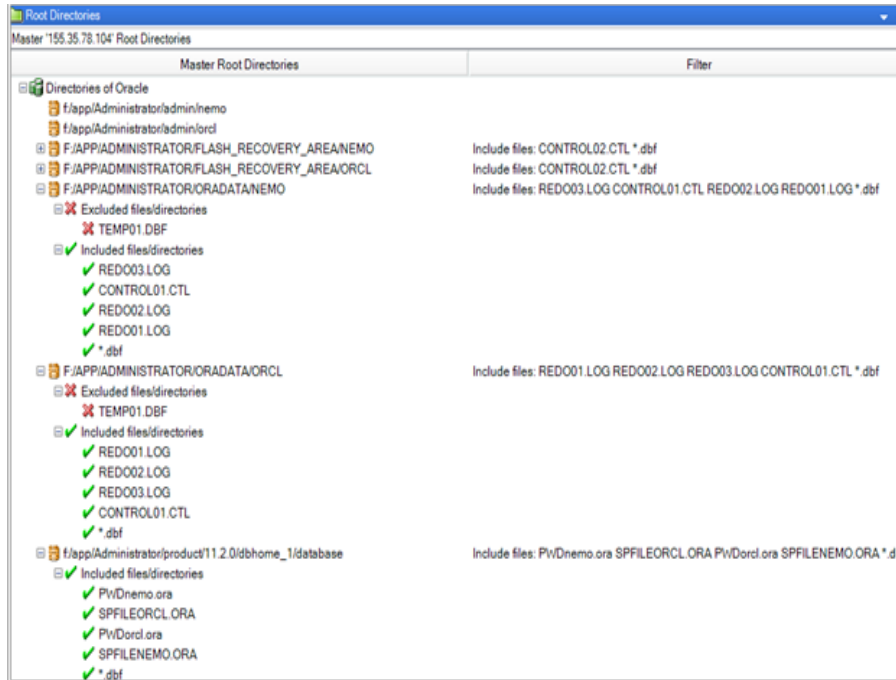 Root Directories
Master '155.35.78.104' Root Directories
Master Root Directories Filter
Directories of Oracle
f:/app/Administrator/admin/nemo
f:/app/Administrator/admin/orcl
F:/APP/ADMINISTRATOR/FLASH_RECOVERY_AREA/NEMO Include files: CONTROL02.CTL *.dbf
F:/APP/ADMINISTRATOR/FLASH_RECOVERY_AREA/ORCL Include files: CONTROL02.CTL *.dbf
F:/APP/ADMINISTRATOR/ORADATA/NEMO Include files: REDO03.LOG CONTROL01.CTL REDO02.LOG REDO01.LOG *.dbf
Excluded files/directories
TEMP01.DBF
Included files/directories
REDO03.LOG
CONTROL01.CTL
REDO02.LOG
REDO01.LOG
*.dbf
F:/APP/ADMINISTRATOR/ORADATA/ORCL Include files: REDO01.LOG REDO02.LOG REDO03.LOG CONTROL01.CTL *.dbf
Excluded files/directories
TEMP01.DBF
Included files/directories
REDO01.LOG
REDO02.LOG
REDO03.LOG
CONTROL01.CTL
*.dbf
f:/app/Administrator/product/11.2.0/dbhome_1/database Include files: PWDnemo.ora SPFILEORCL.ORA PWDorcl.ora SPFILENEMO.ORA *.d
Included files/directories
PWDnemo.ora
SPFILEORCL.ORA
PWDorcl.ora
SPFILENEMO.ORA
*.dbf